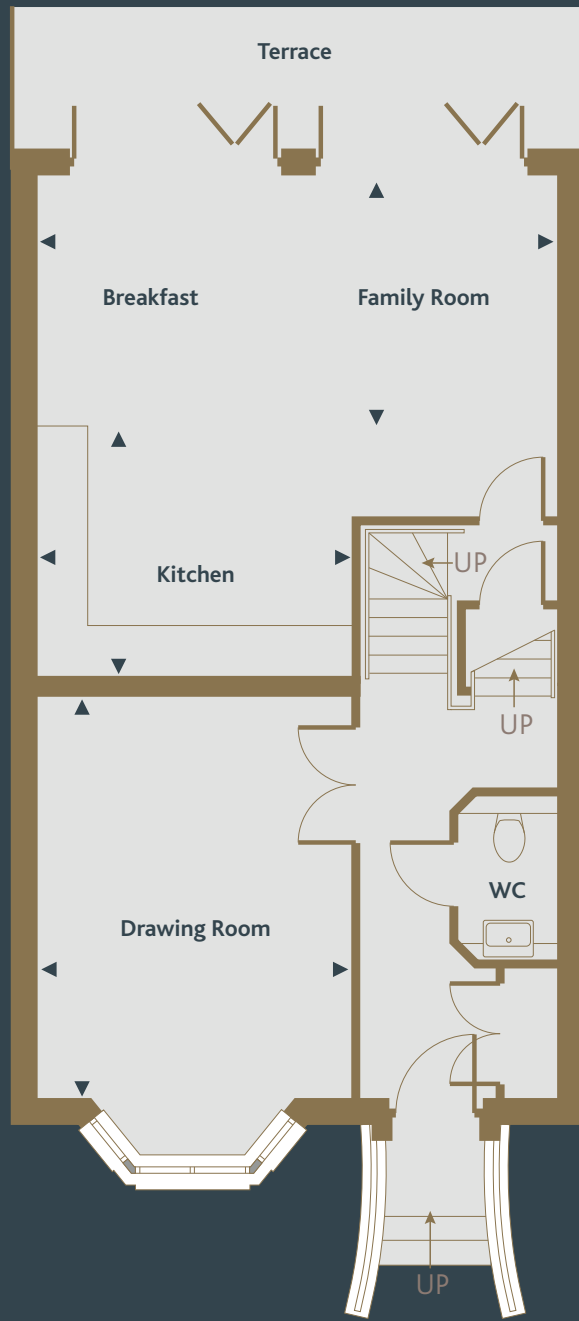 Terrace
Breakfast
Family Room
UP
Kitchen
UP
WC
Drawing Room
UP